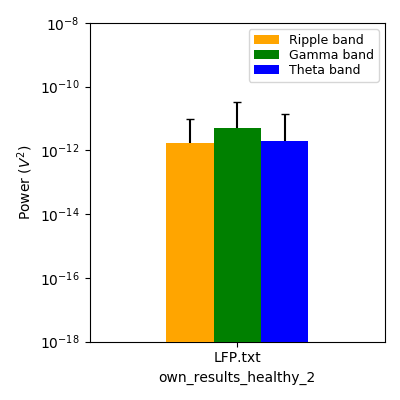 10⁻⁸
10⁻¹⁰
10⁻¹²
10⁻¹⁴
10⁻¹⁶
10⁻¹⁸
Power (V²)
Ripple band
Gamma band
Theta band
LFP.txt
own_results_healthy_2